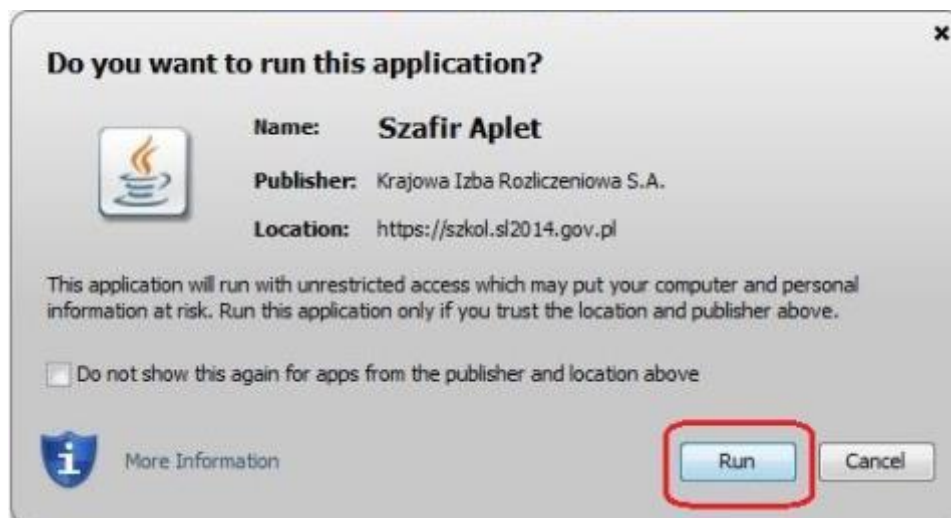 Do you want to run this application?
Name: Szafir Aplet
Publisher: Krajowa Izba Rozliczeniowa S.A.
Location: https://szkol.sl2014.gov.pl
This application will run with unrestricted access which may put your computer and personal
information at risk. Run this application only if you trust the location and publisher above.
Do not show this again for apps from the publisher and location above
More Information
Run Cancel